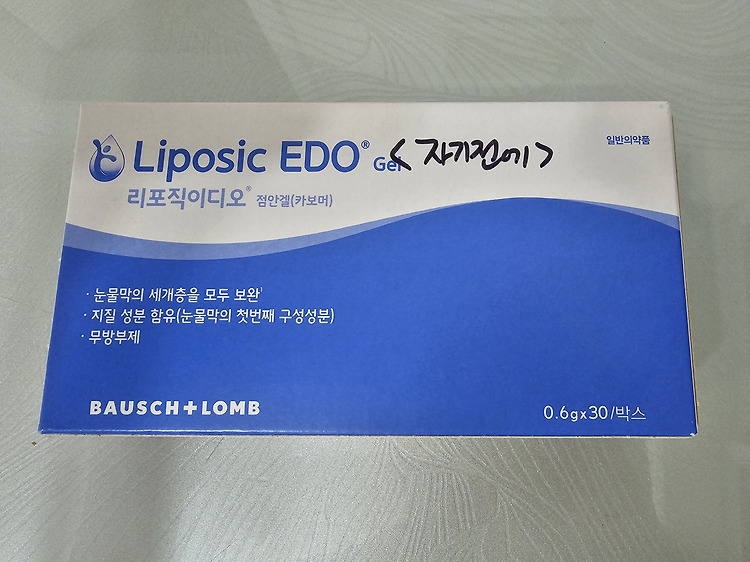 Liposic EDO® Gel <자기전에>
일반의약품
리포직이디오® 점안겔(카보머)
· 눈물막의 세개층을 모두 보완¹
· 지질 성분 함유(눈물막의 첫번째 구성성분)
· 무방부제
BAUSCH+LOMB
0.6gx30/박스